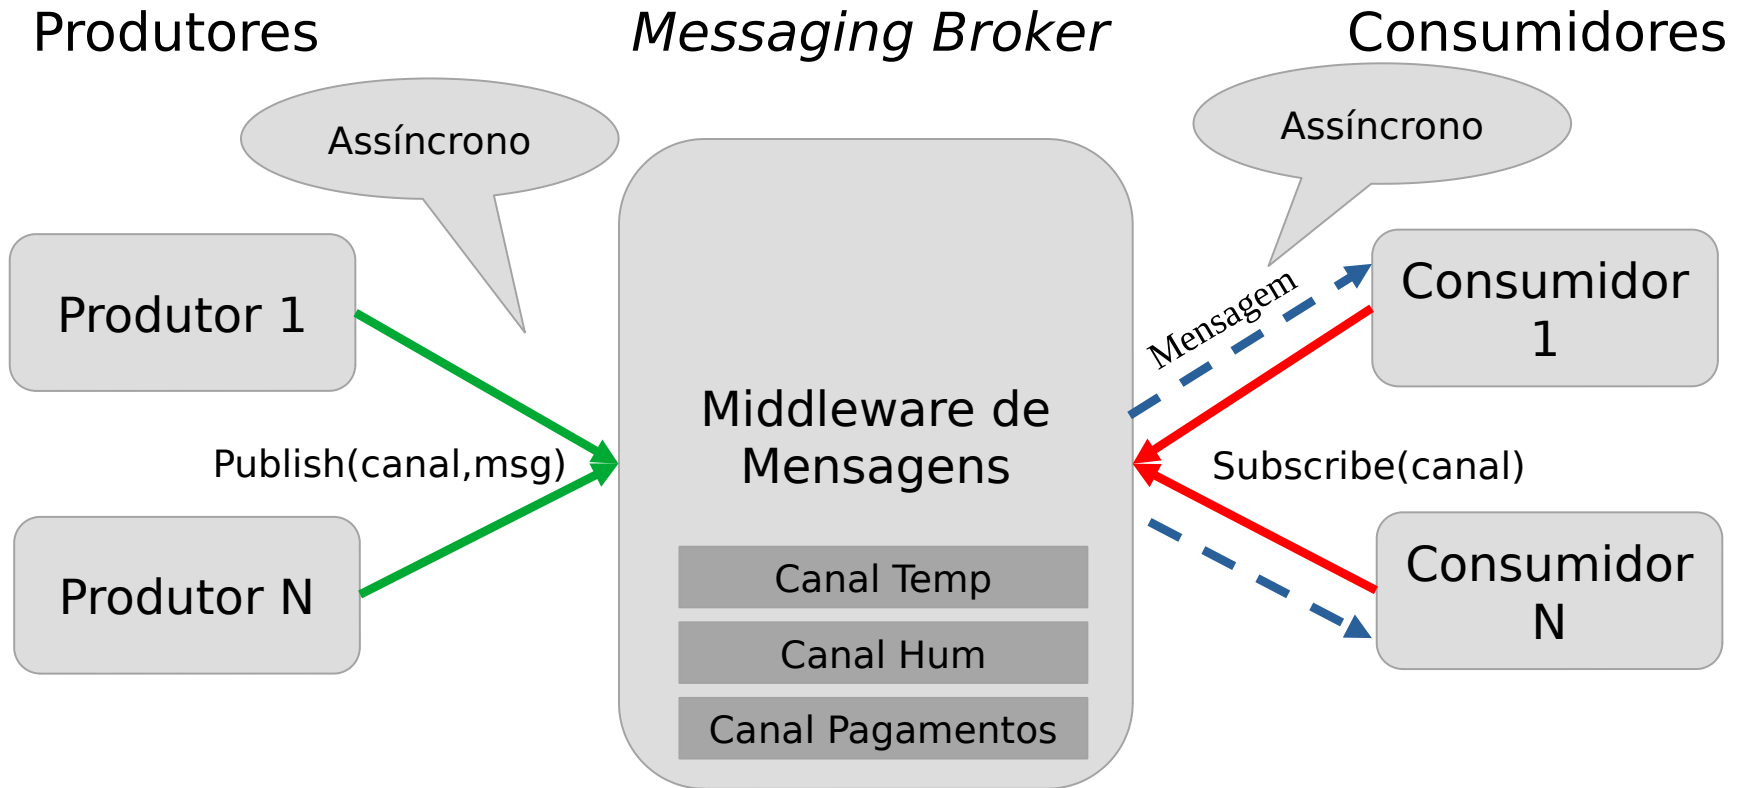 Produtores
Messaging Broker
Consumidores
Assíncrono
Assíncrono
Produtor 1
Mensagem
Consumidor
1
Middleware de
Mensagens
Publish(canal,msg)
Subscribe(canal)
Produtor N
Consumidor
N
Canal Temp
Canal Hum
Canal Pagamentos